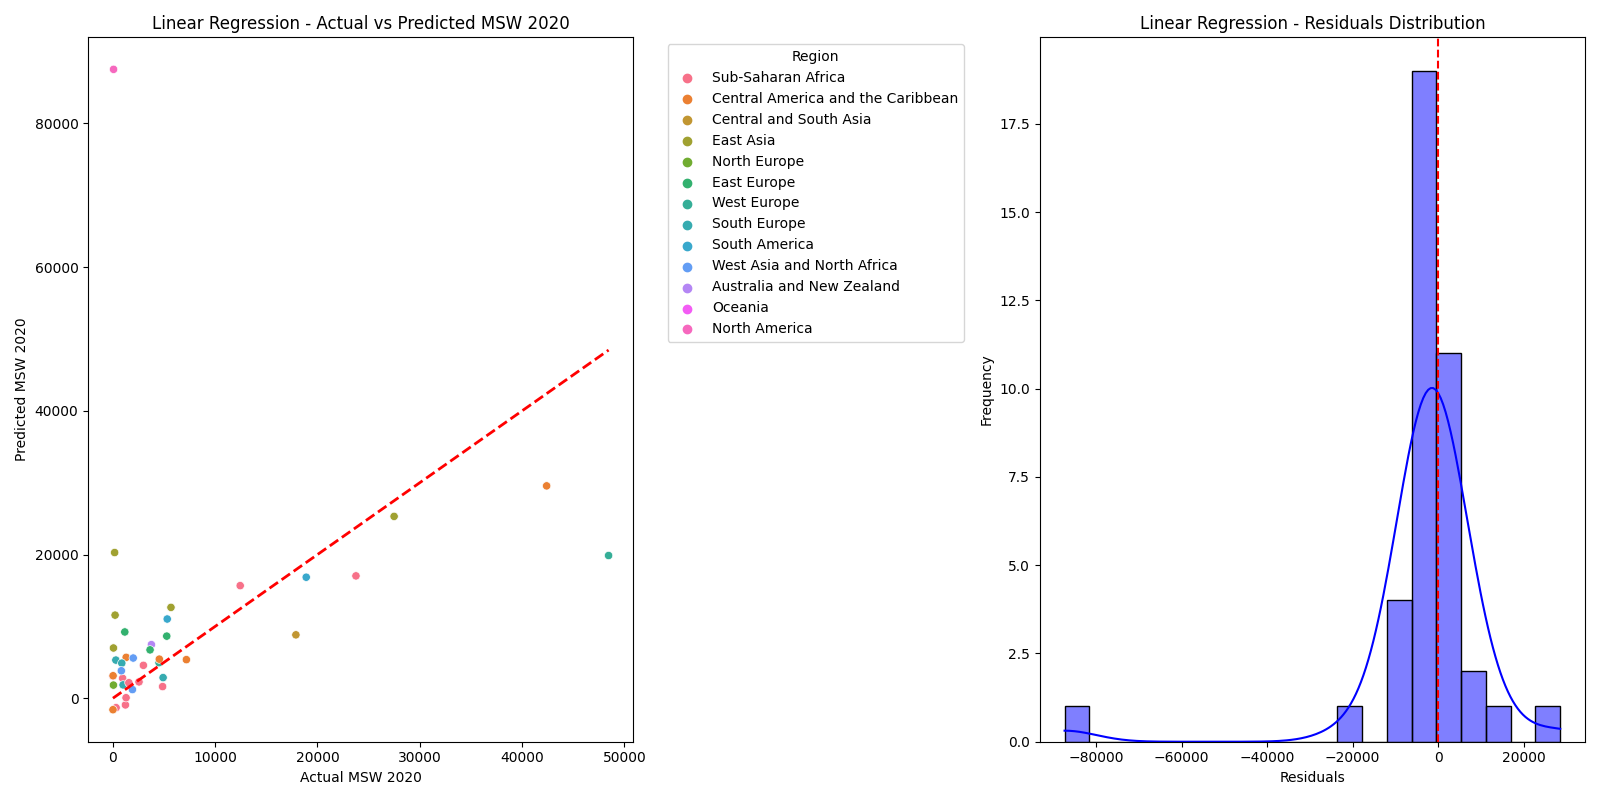 Linear Regression - Actual vs Predicted MSW 2020
80000
60000
40000
20000
0
Predicted MSW 2020
0
10000
20000
30000
40000
50000
Actual MSW 2020
Region
Sub-Saharan Africa
Central America and the Caribbean
Central and South Asia
East Asia
North Europe
East Europe
West Europe
South Europe
South America
West Asia and North Africa
Australia and New Zealand
Oceania
North America
Linear Regression - Residuals Distribution
17.5
15.0
12.5
10.0
7.5
5.0
2.5
0.0
Frequency
−80000
−60000
−40000
−20000
0
20000
Residuals